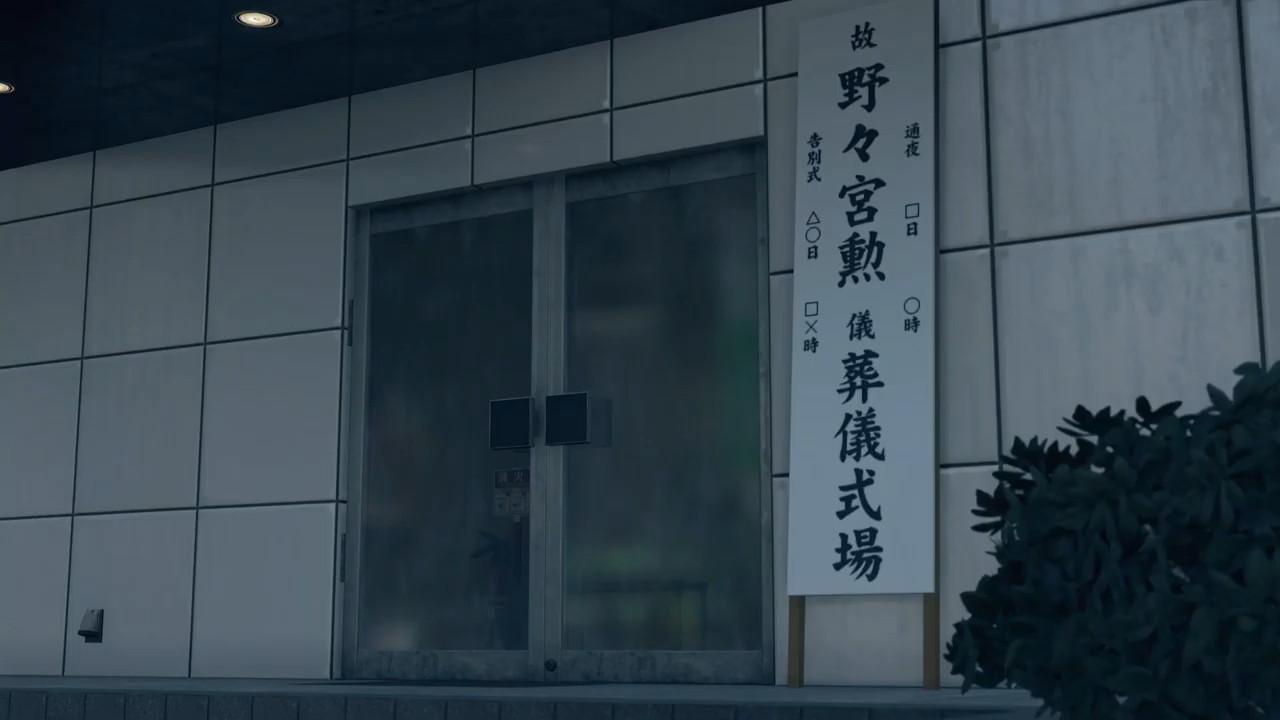 通夜 □日 ○時
故 野々宮勲 儀 葬儀式場
告別式 △○日 □×時